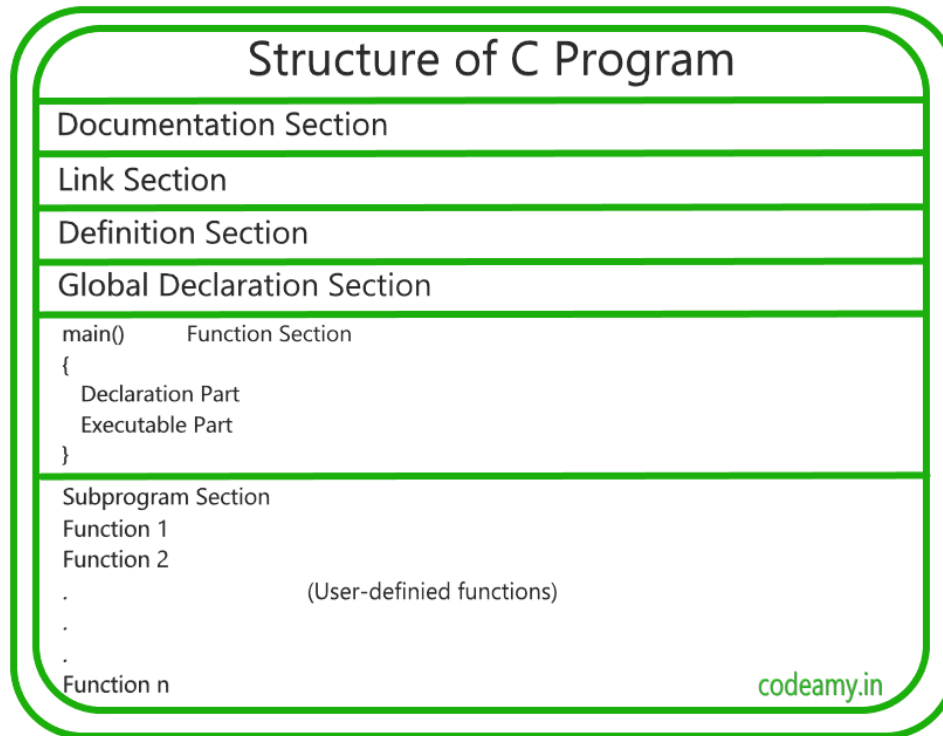 Structure of C Program
Documentation Section
Link Section
Definition Section
Global Declaration Section
main() Function Section
{
Declaration Part
Executable Part
}
Subprogram Section
Function 1
Function 2
. (User-definied functions)
.
.
Function n
codeamy.in